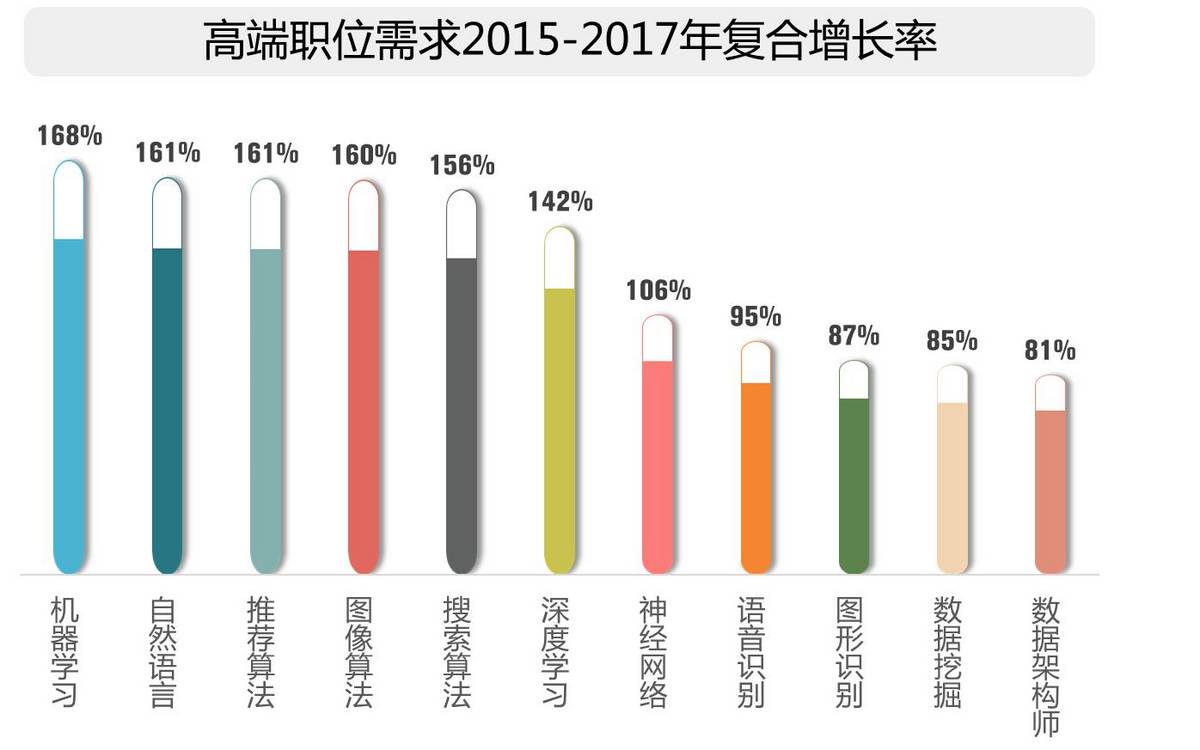 高端职位需求2015-2017年复合增长率
168%
161%
161%
160%
156%
142%
106%
95%
87%
85%
81%
机器学习
自然语言
推荐算法
图像算法
搜索算法
深度学习
神经网络
语音识别
图形识别
数据挖掘
数据架构师